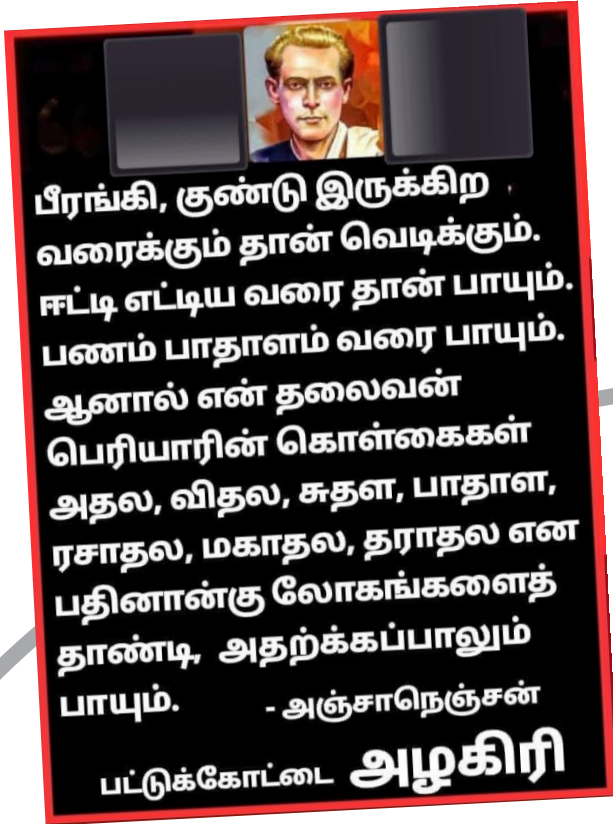 பீரங்கி, குண்டு இருக்கிற
வரைக்கும் தான் வெடிக்கும்.
ஈட்டி எட்டிய வரை தான் பாயும்.
பணம் பாதாளம் வரை பாயும்.
ஆனால் என் தலைவன்
பெரியாரின் கொள்கைகள்
அதல, விதல, சுதள, பாதாள,
ரசாதல, மகாதல, தராதல என
பதினான்கு லோகங்களைத்
தாண்டி, அதற்க்கப்பாலும்
பாயும். - அஞ்சாநெஞ்சன்
பட்டுக்கோட்டை அழகிரி